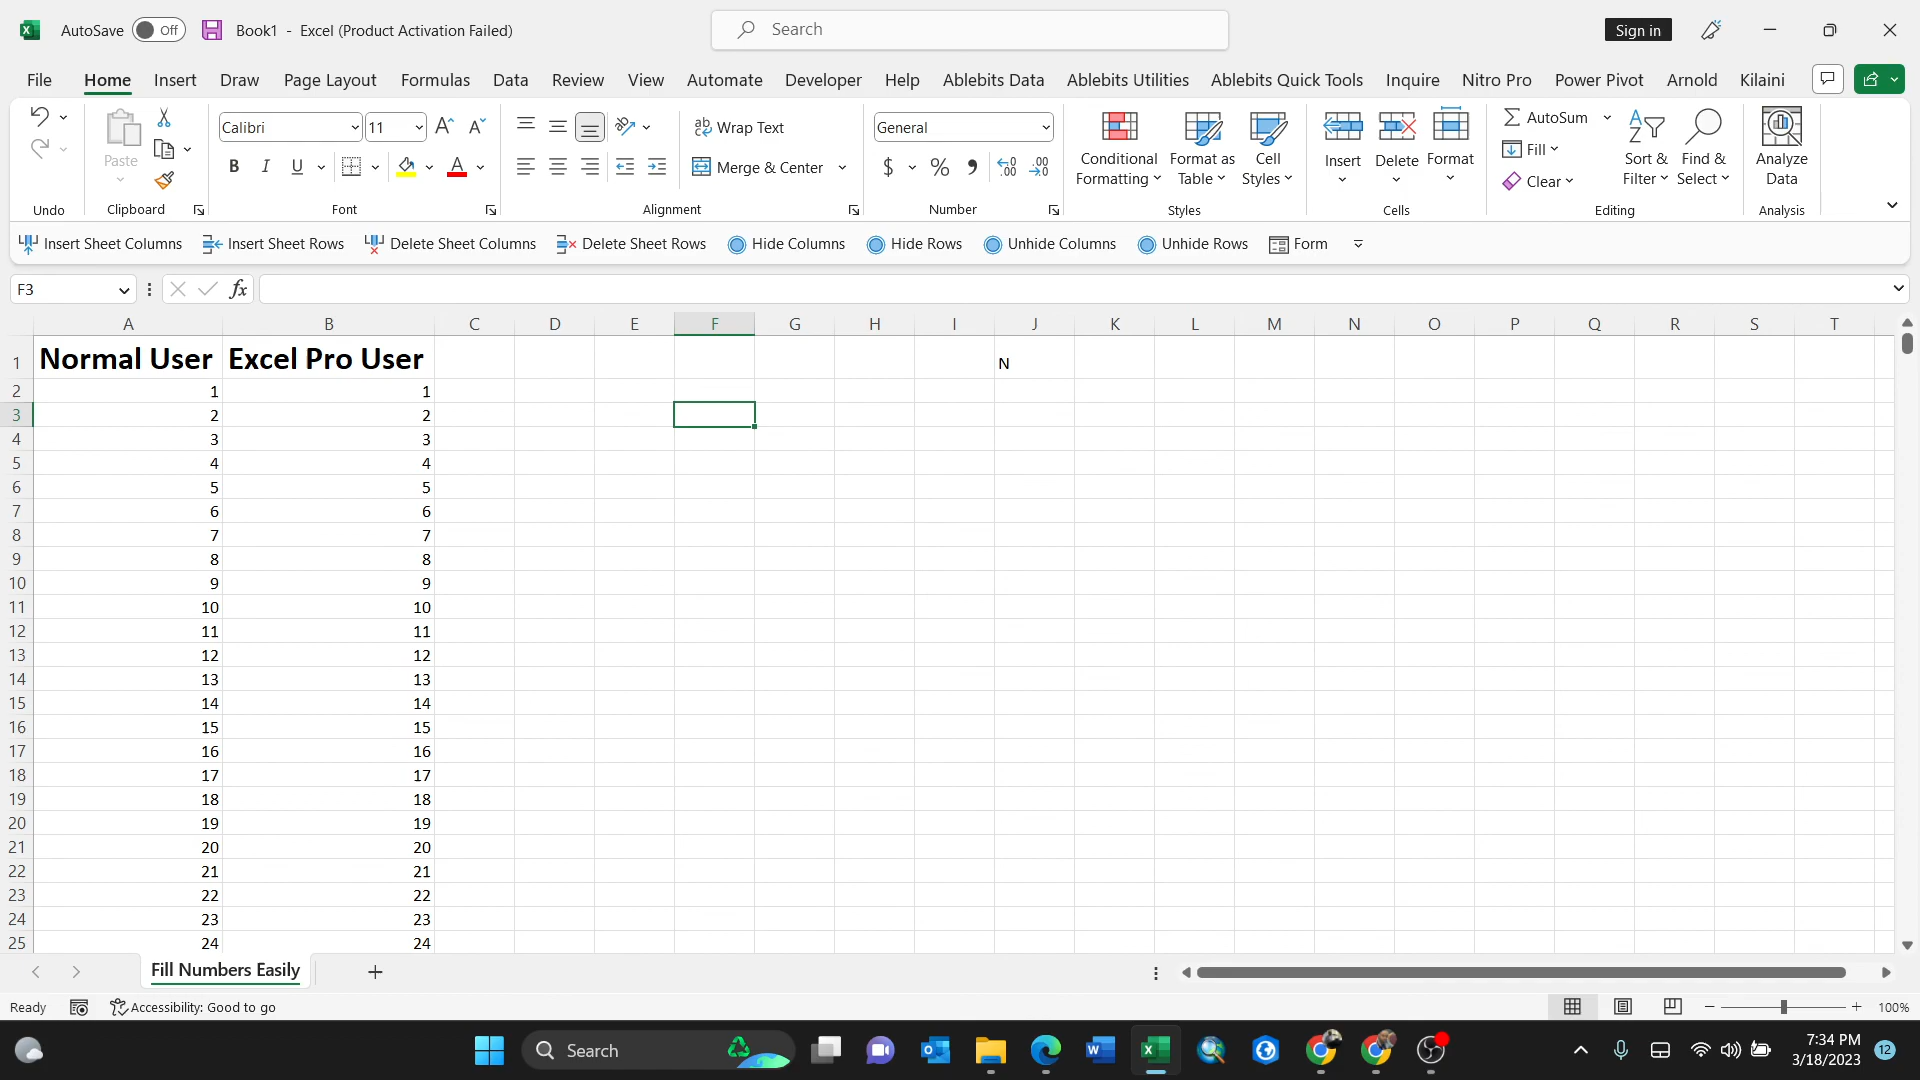 AutoSave Off Book1 - Excel (Product Activation Failed) Search Sign in
File Home Insert Draw Page Layout Formulas Data Review View Automate Developer Help Ablebits Data Ablebits Utilities Ablebits Quick Tools Inquire Nitro Pro Power Pivot Arnold Kilaini
Calibri 11 Wrap Text General AutoSum
Paste Conditional Formatting Format as Table Cell Styles Insert Delete Format Fill Sort & Filter Find & Select Analyze Data
B I U A Merge & Center $ % Clear
Undo Clipboard Font Alignment Number Styles Cells Editing Analysis
Insert Sheet Columns Insert Sheet Rows Delete Sheet Columns Delete Sheet Rows Hide Columns Hide Rows Unhide Columns Unhide Rows Form
F3 fx
A B C D E F G H I J K L M N O P Q R S T
1 Normal User Excel Pro User N
2 1 1
3 2 2
4 3 3
5 4 4
6 5 5
7 6 6
8 7 7
9 8 8
10 9 9
11 10 10
12 11 11
13 12 12
14 13 13
15 14 14
16 15 15
17 16 16
18 17 17
19 18 18
20 19 19
21 20 20
22 21 21
23 22 22
24 23 23
25 24 24
Fill Numbers Easily
Ready Accessibility: Good to go 100%
Search 7:34 PM
3/18/2023 12